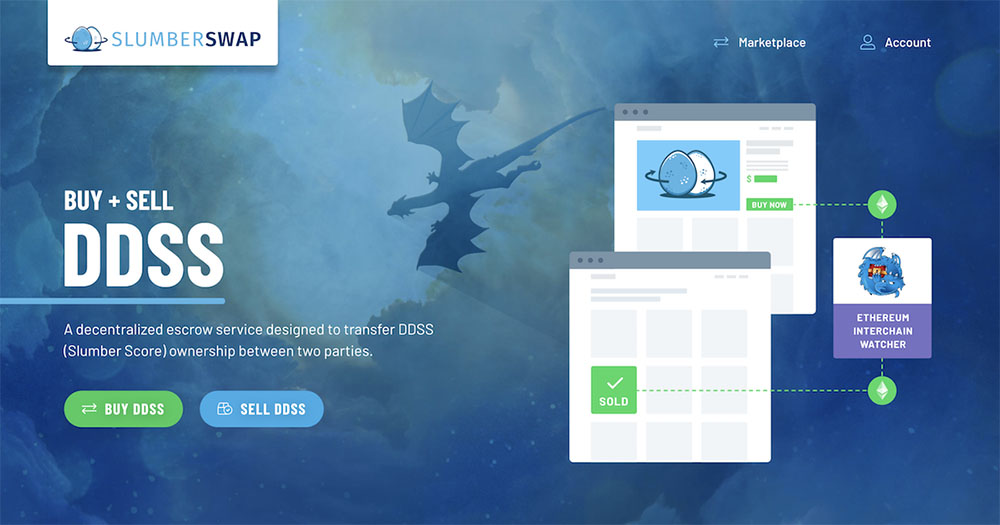 SLUMBERSWAP
Marketplace
Account
BUY + SELL
DDSS
A decentralized escrow service designed to transfer DDSS
(Slumber Score) ownership between two parties.
BUY DDSS
SELL DDSS
$
BUY NOW
ETHEREUM
INTERCHAIN
WATCHER
SOLD